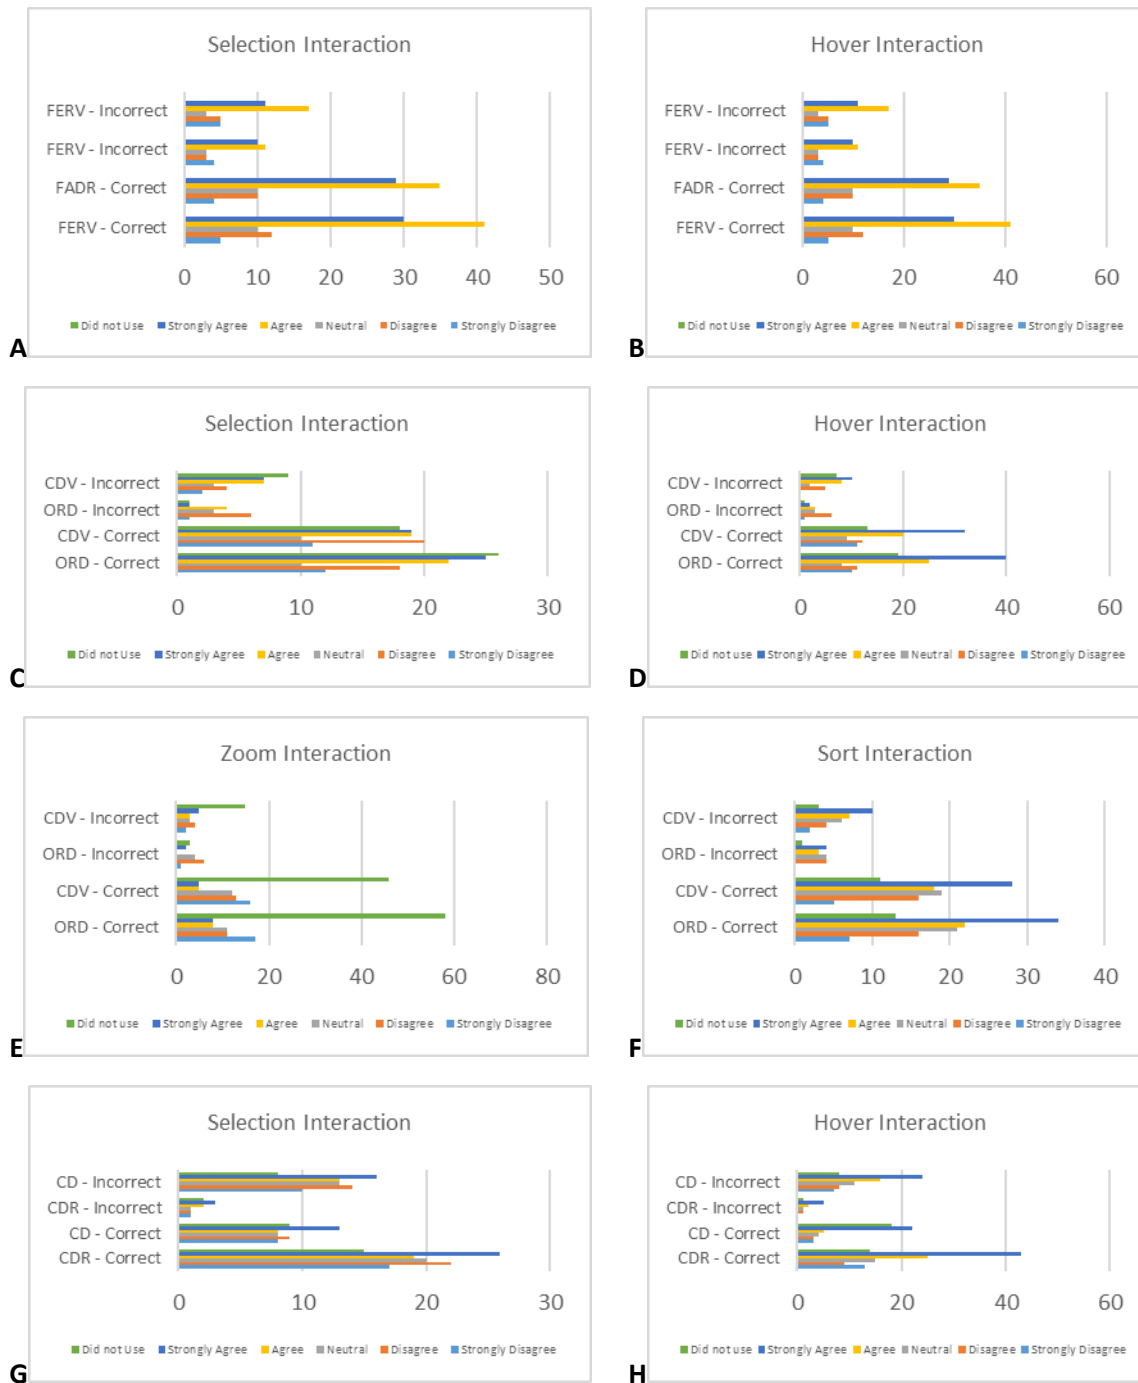 Selection Interaction
FERV - Incorrect
FERV - Incorrect
FADR - Correct
FERV - Correct
0 10 20 30 40 50
Did not Use Strongly Agree Agree Neutral Disagree Strongly Disagree
A
Hover Interaction
FERV - Incorrect
FERV - Incorrect
FADR - Correct
FERV - Correct
0 20 40 60
Did not Use Strongly Agree Agree Neutral Disagree Strongly Disagree
B
Selection Interaction
CDV - Incorrect
ORD - Incorrect
CDV - Correct
ORD - Correct
0 10 20 30
Did not Use Strongly Agree Agree Neutral Disagree Strongly Disagree
C
Hover Interaction
CDV - Incorrect
ORD - Incorrect
CDV - Correct
ORD - Correct
0 20 40 60
Did not use Strongly Agree Agree Neutral Disagree Strongly Disagree
D
Zoom Interaction
CDV - Incorrect
ORD - Incorrect
CDV - Correct
ORD - Correct
0 20 40 60 80
Did not use Strongly Agree Agree Neutral Disagree Strongly Disagree
E
Sort Interaction
CDV - Incorrect
ORD - Incorrect
CDV - Correct
ORD - Correct
0 10 20 30 40
Did not use Strongly Agree Agree Neutral Disagree Strongly Disagree
F
Selection Interaction
CD - Incorrect
CDR - Incorrect
CD - Correct
CDR - Correct
0 10 20 30
Did not Use Strongly Agree Agree Neutral Disagree Strongly Disagree
G
Hover Interaction
CD - Incorrect
CDR - Incorrect
CD - Correct
CDR - Correct
0 20 40 60
Did not use Strongly Agree Agree Neutral Disagree Strongly Disagree
H